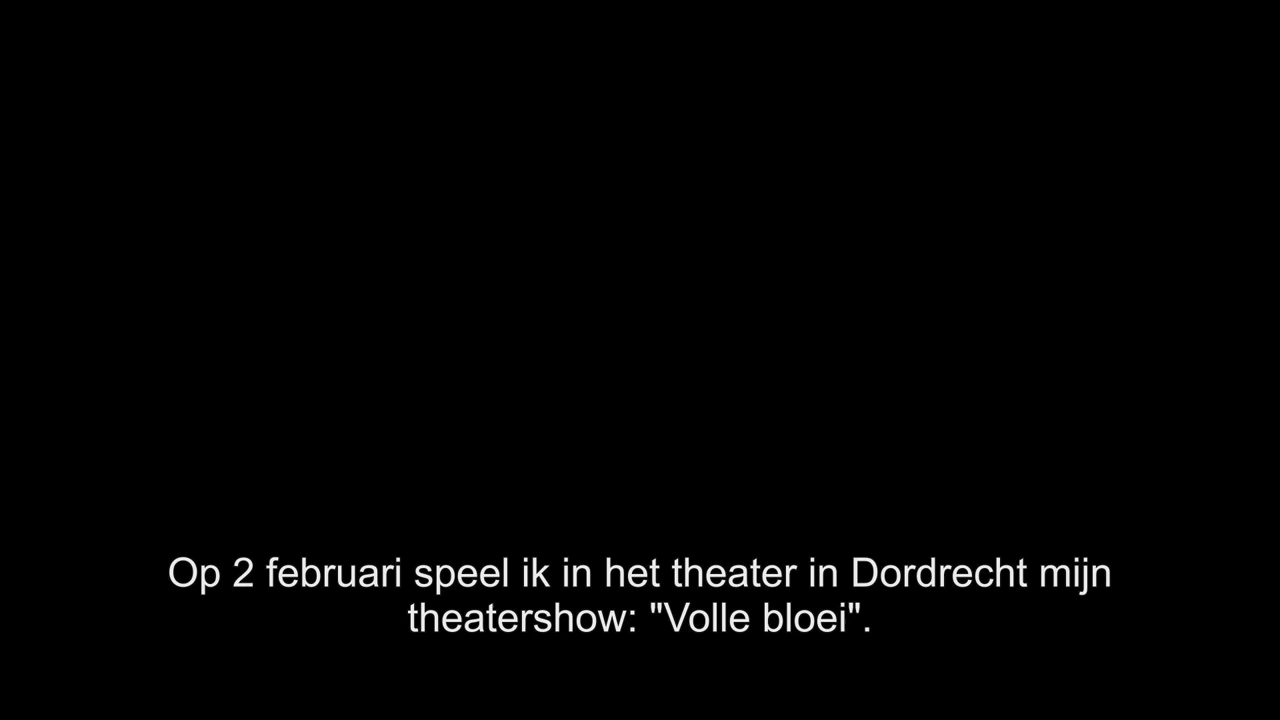 Op 2 februari speel ik in het theater in Dordrecht mijn
theatershow: "Volle bloei".